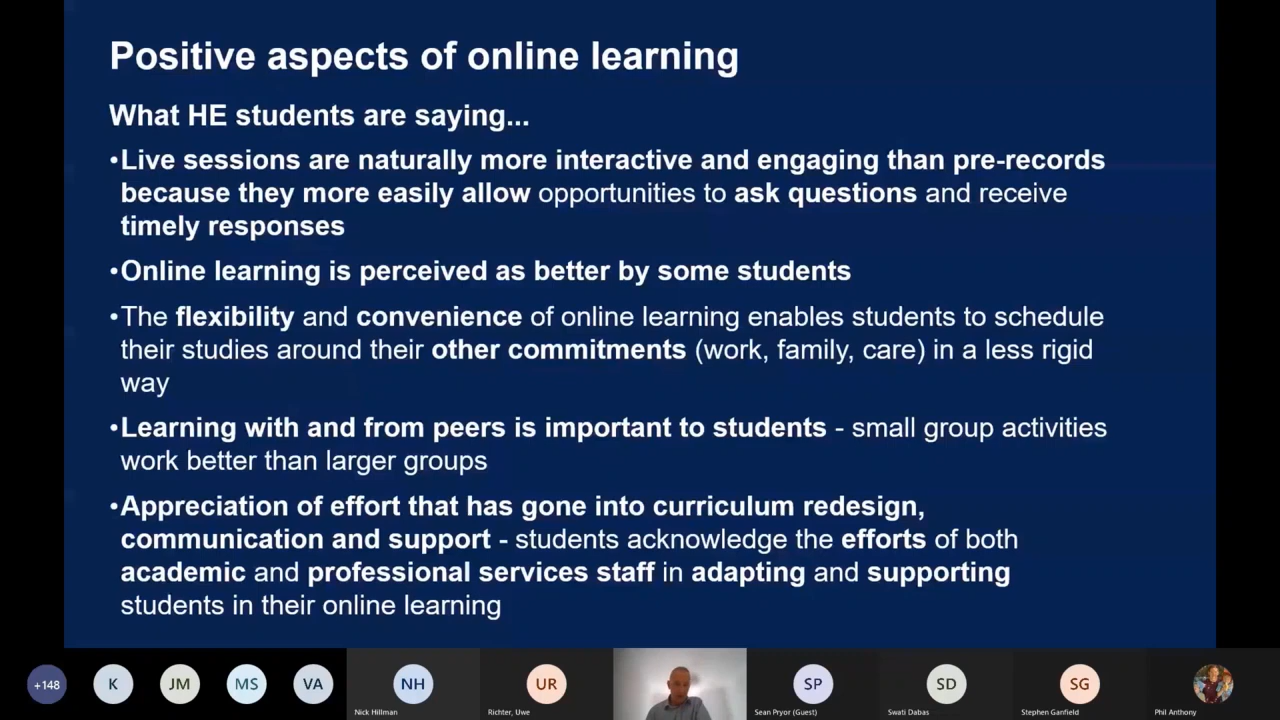 Positive aspects of online learning
What HE students are saying...
•Live sessions are naturally more interactive and engaging than pre-records
because they more easily allow opportunities to ask questions and receive
timely responses
•Online learning is perceived as better by some students
•The flexibility and convenience of online learning enables students to schedule
their studies around their other commitments (work, family, care) in a less rigid
way
•Learning with and from peers is important to students - small group activities
work better than larger groups
•Appreciation of effort that has gone into curriculum redesign,
communication and support - students acknowledge the efforts of both
academic and professional services staff in adapting and supporting
students in their online learning
+148 K JM MS VA NH UR SP SD SG
Nick Hillman Richter, Uwe Sean Pryor (Guest) Swati Dabas Stephen Ganfield Phil Anthony